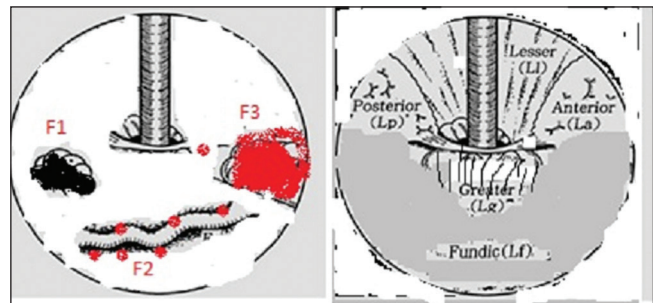 F1
F3
F2
Lesser
(Ll)
Posterior
(Lp)
Anterior
(La)
Greater
(Lg)
Fundic (Lf)